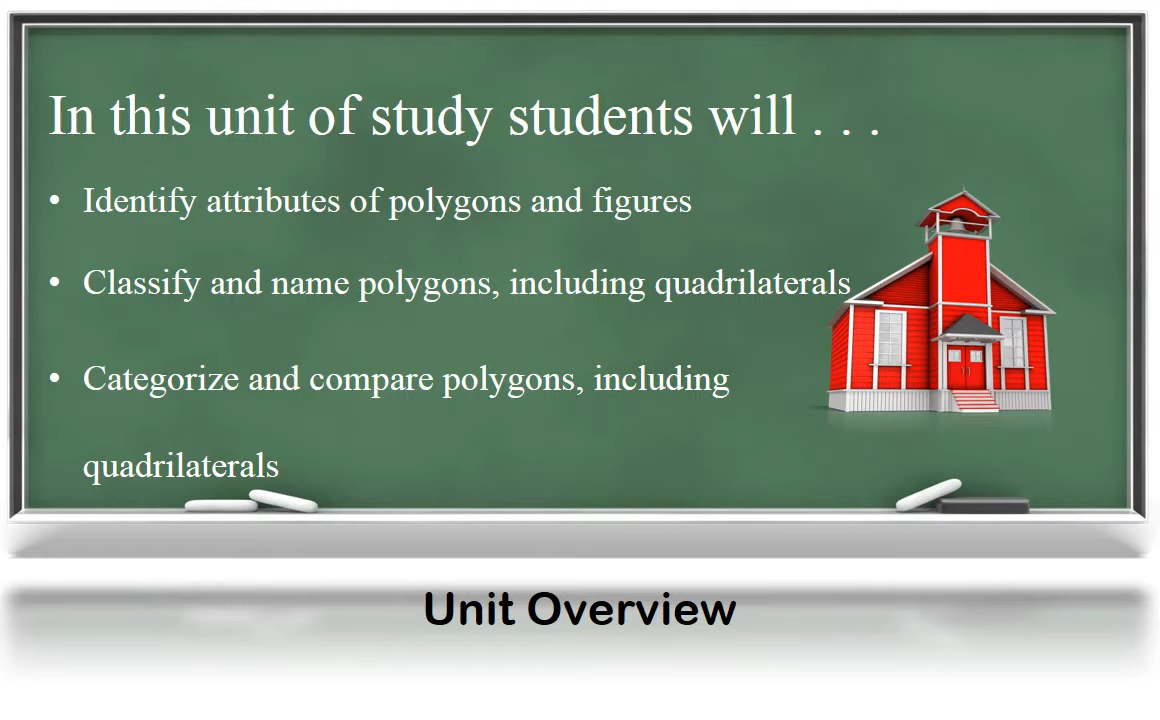 In this unit of study students will . . .
• Identify attributes of polygons and figures
• Classify and name polygons, including quadrilaterals
• Categorize and compare polygons, including
quadrilaterals
Unit Overview